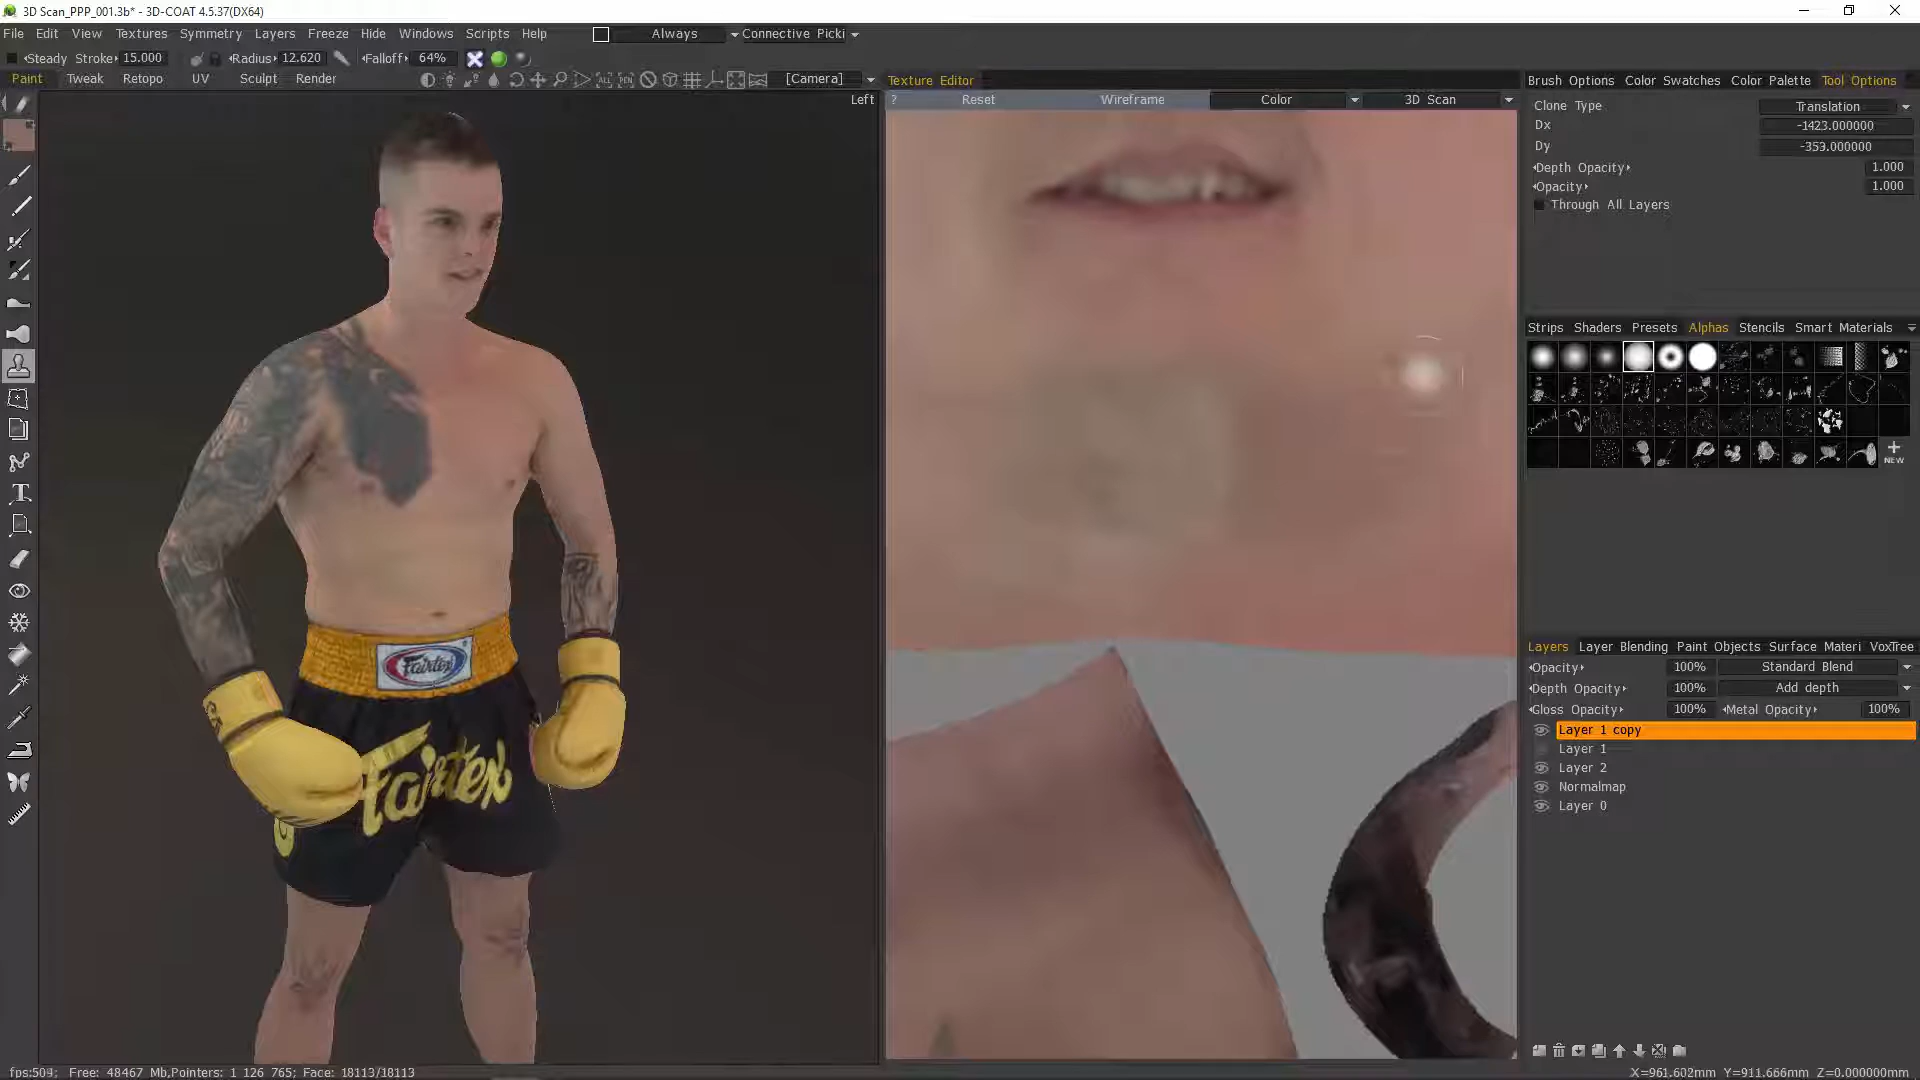 3D Scan_PPP_001.3b* - 3D-COAT 4.5.37(DX64)
File Edit View Textures Symmetry Layers Freeze Hide Windows Scripts Help Always Connective Picki
Steady Stroke 15.000 Radius 12.620 Falloff 64%
Paint Tweak Retopo UV Sculpt Render [Camera]
Left
Texture Editor
? Reset Wireframe Color 3D Scan
Brush Options Color Swatches Color Palette Tool Options
Clone Type Translation
Dx -1423.000000
Dy -353.000000
Depth Opacity 1.000
Opacity 1.000
Through All Layers
Strips Shaders Presets Alphas Stencils Smart Materials
NEW
Fairtex
Fairtex
Layers Layer Blending Paint Objects Surface Materi VoxTree
Opacity 100% Standard Blend
Depth Opacity 100% Add depth
Gloss Opacity 100% Metal Opacity 100%
Layer 1 copy
Layer 1
Layer 2
Normalmap
Layer 0
Free: 48467 Mb,Pointers: 1 126 765; Face: 18113/18113
X=961.602mm Y=911.666mm Z=0.000000mm